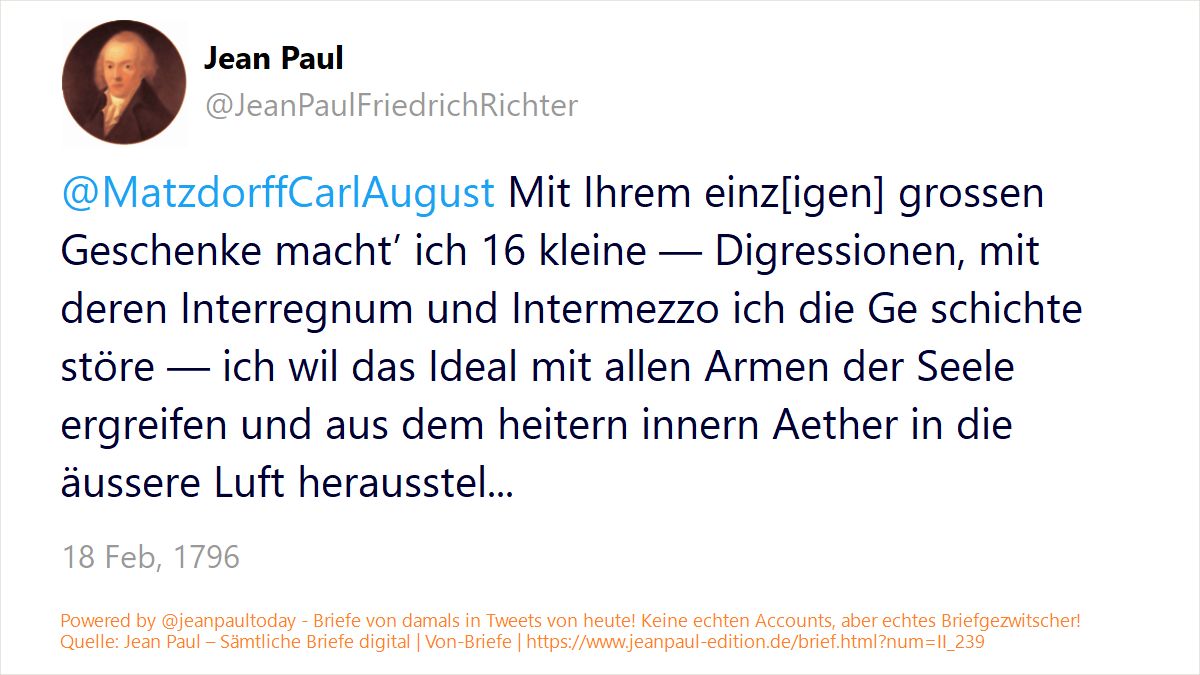 Jean Paul
@JeanPaulFriedrichRichter
@MatzdorffCarlAugust Mit Ihrem einz[igen] grossen
Geschenke macht’ ich 16 kleine — Digressionen, mit
deren Interregnum und Intermezzo ich die Ge schichte
störe — ich wil das Ideal mit allen Armen der Seele
ergreifen und aus dem heitern innern Aether in die
äussere Luft herausstel...
18 Feb, 1796
Powered by @jeanpaultoday - Briefe von damals in Tweets von heute! Keine echten Accounts, aber echtes Briefgezwitscher!
Quelle: Jean Paul – Sämtliche Briefe digital | Von-Briefe | https://www.jeanpaul-edition.de/brief.html?num=II_239